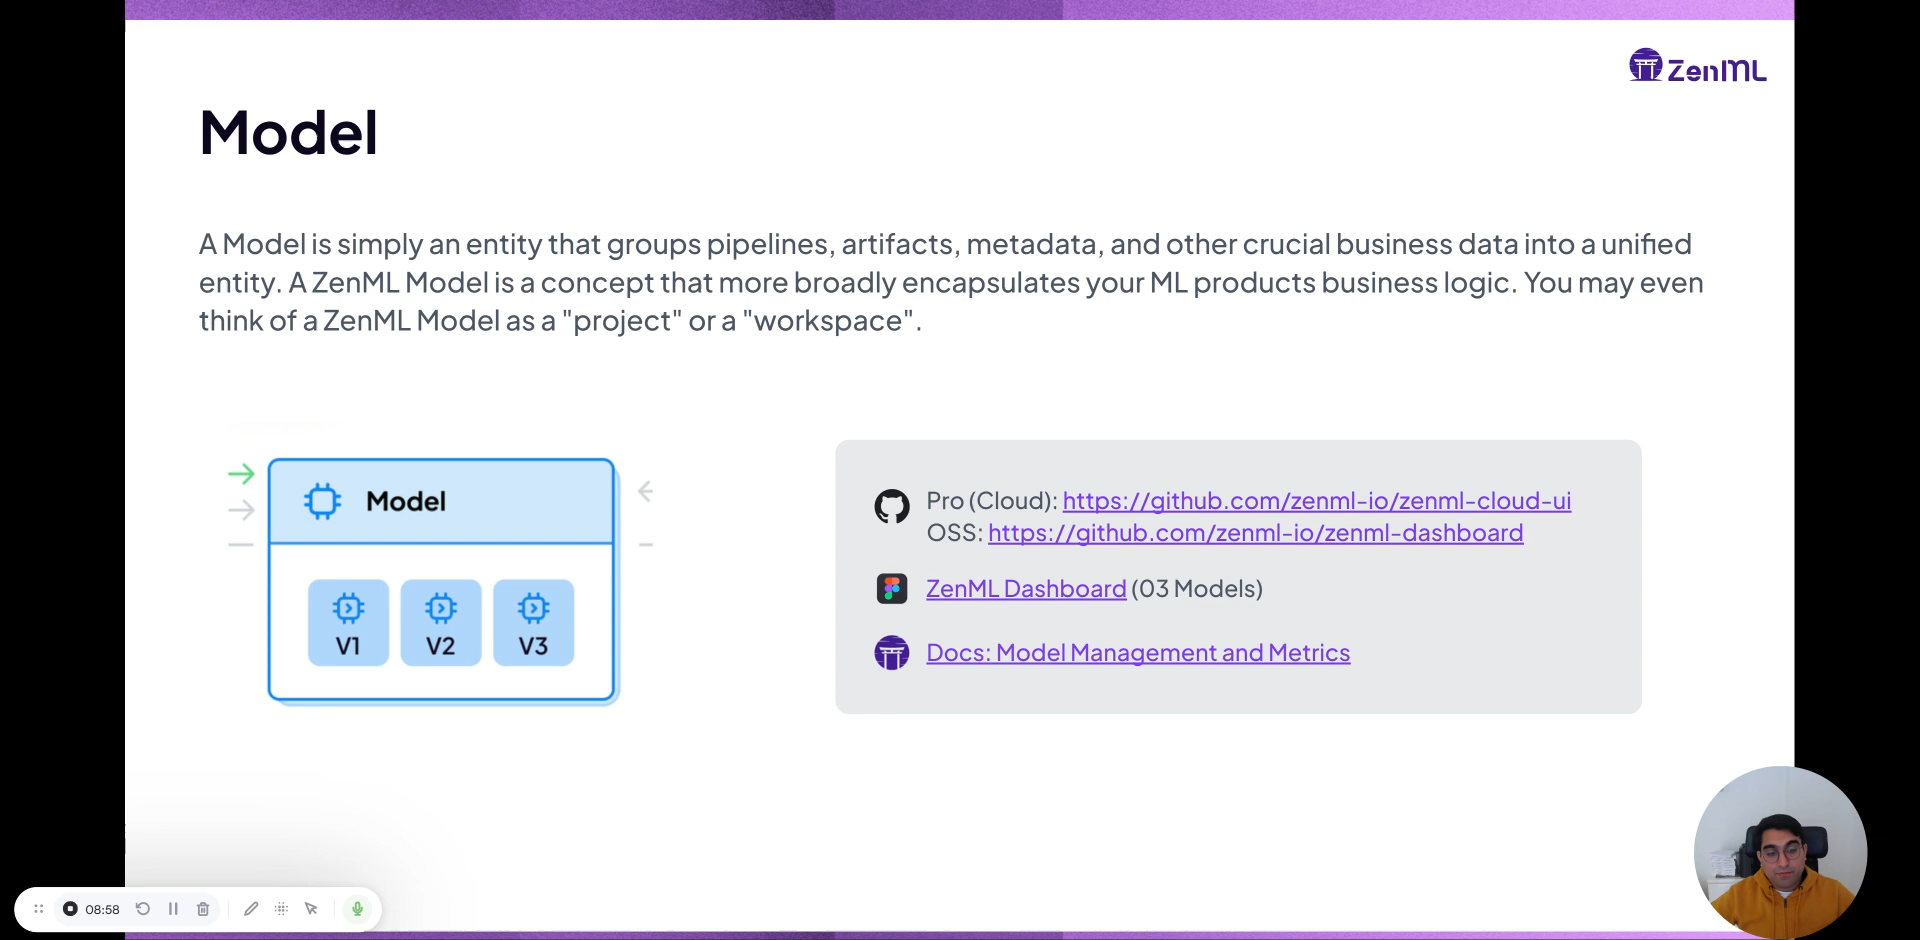 ZenML
Model
A Model is simply an entity that groups pipelines, artifacts, metadata, and other crucial business data into a unified
entity. A ZenML Model is a concept that more broadly encapsulates your ML products business logic. You may even
think of a ZenML Model as a "project" or a "workspace".
Model
V1 V2 V3
Pro (Cloud): https://github.com/zenml-io/zenml-cloud-ui
OSS: https://github.com/zenml-io/zenml-dashboard
ZenML Dashboard (03 Models)
Docs: Model Management and Metrics
08:58